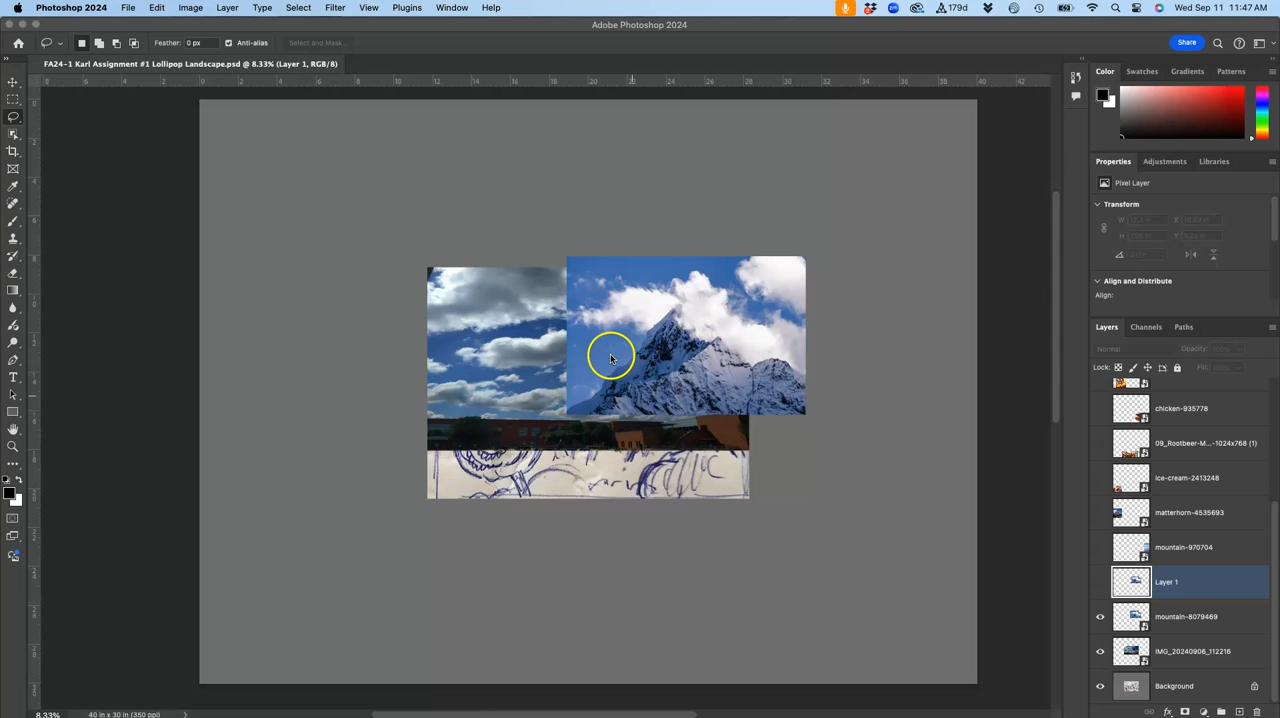 Photoshop 2024 File Edit Image Layer Type Select Filter View Plugins Window Help 179d Wed Sep 11 11:47 AM
Adobe Photoshop 2024
Feather: 0 px Anti-alias Select and Mask... Share
FA24-1 Karl Assignment #1 Lollipop Landscape.psd @ 8.33% (Layer 1, RGB/8)
Color Swatches Gradients Patterns
Properties Adjustments Libraries
Pixel Layer
Transform
W X
H Y
Align and Distribute
Align:
Layers Channels Paths
Normal Opacity: 100%
Lock: Fill: 100%
chicken-935778
09_Rootbeer-M...-1024x768 (1)
ice-cream-2413248
matterhorn-4535693
mountain-970704
Layer 1
mountain-8079469
IMG_20240906_112216
Background
8.33% 40 in x 30 in (350 ppi)